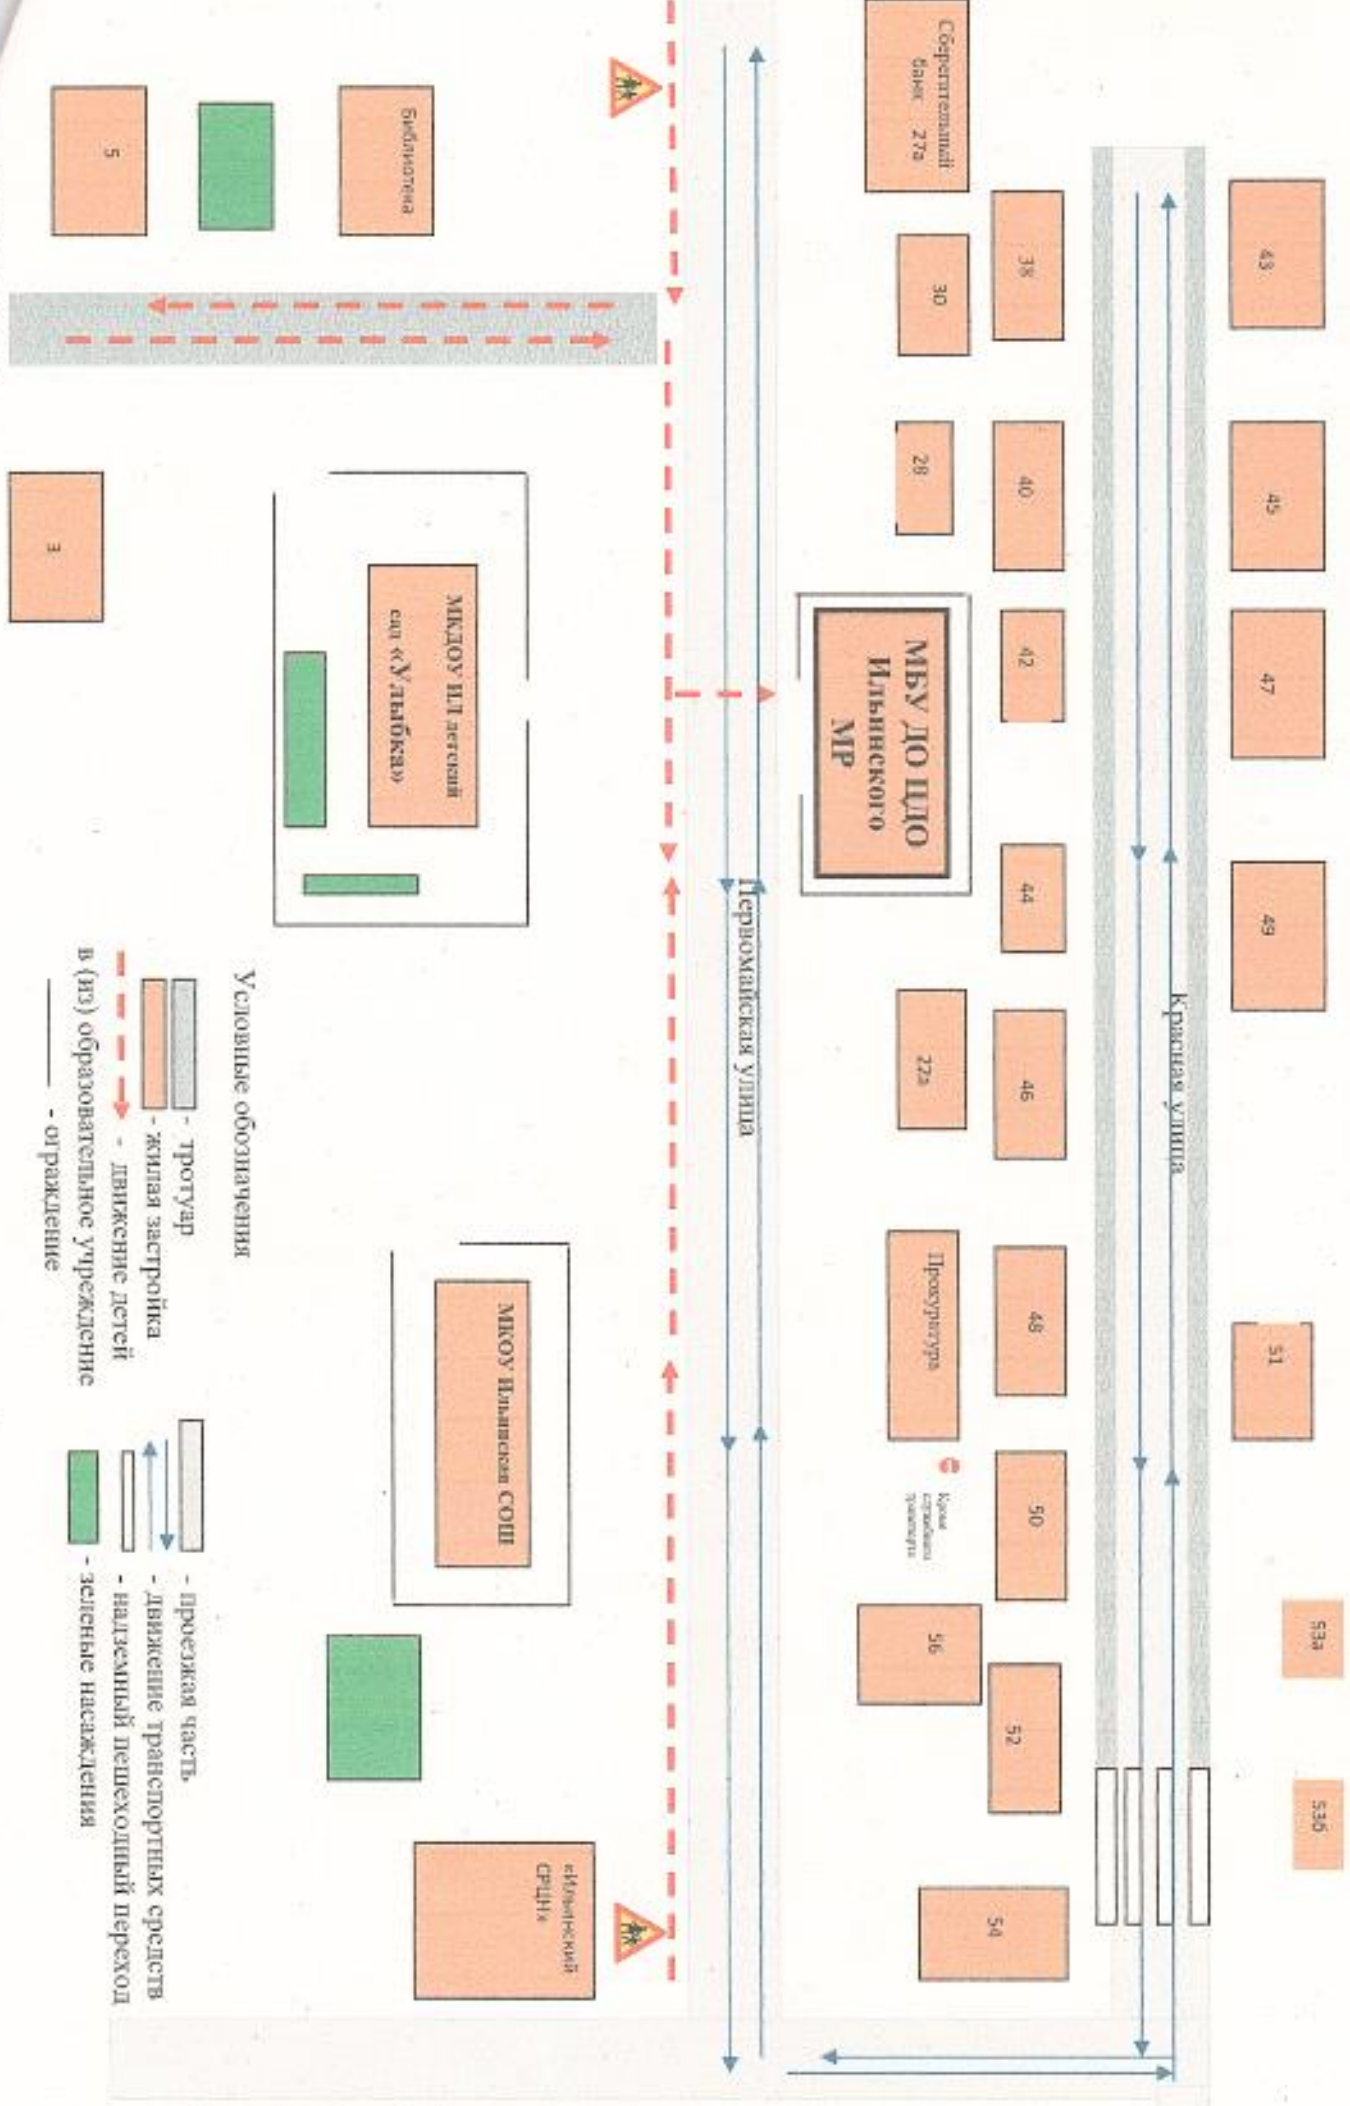 43
45
47
49
51
53а
53б
Красная улица
38
40
42
44
46
48
50
52
54
Сберегательный
банк 27а
30
28
МБУ ДО ЦДО
Ильинского
МР
22а
Прокуратура
56
Первомайская улица
Библиотека
5
3
МКДОУ ИЛ детский
сад «Улыбка»
МКОУ Ильинская СОШ
«Ильинский
СРЦН»
Условные обозначения
- тротуар
- жилая застройка
- движение детей
в (из) образовательное учреждение
- ограждение
- проезжая часть
- движение транспортных средств
- надземный пешеходный переход
- зеленые насаждения